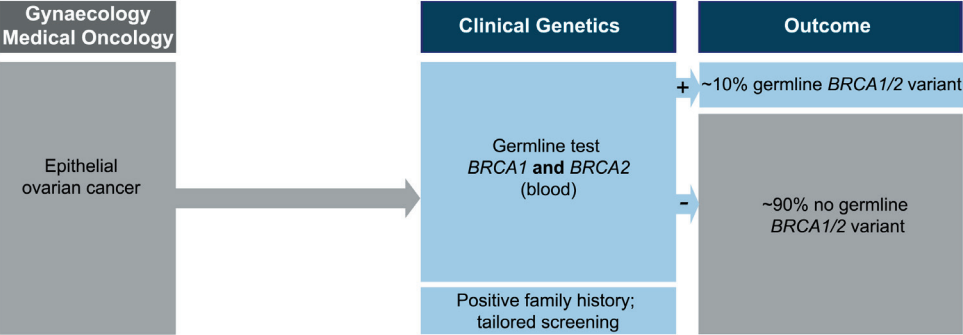 Gynaecology
Medical Oncology
Clinical Genetics
Outcome
Epithelial
ovarian cancer
Germline test
BRCA1 and BRCA2
(blood)
+
~10% germline BRCA1/2 variant
-
~90% no germline
BRCA1/2 variant
Positive family history;
tailored screening